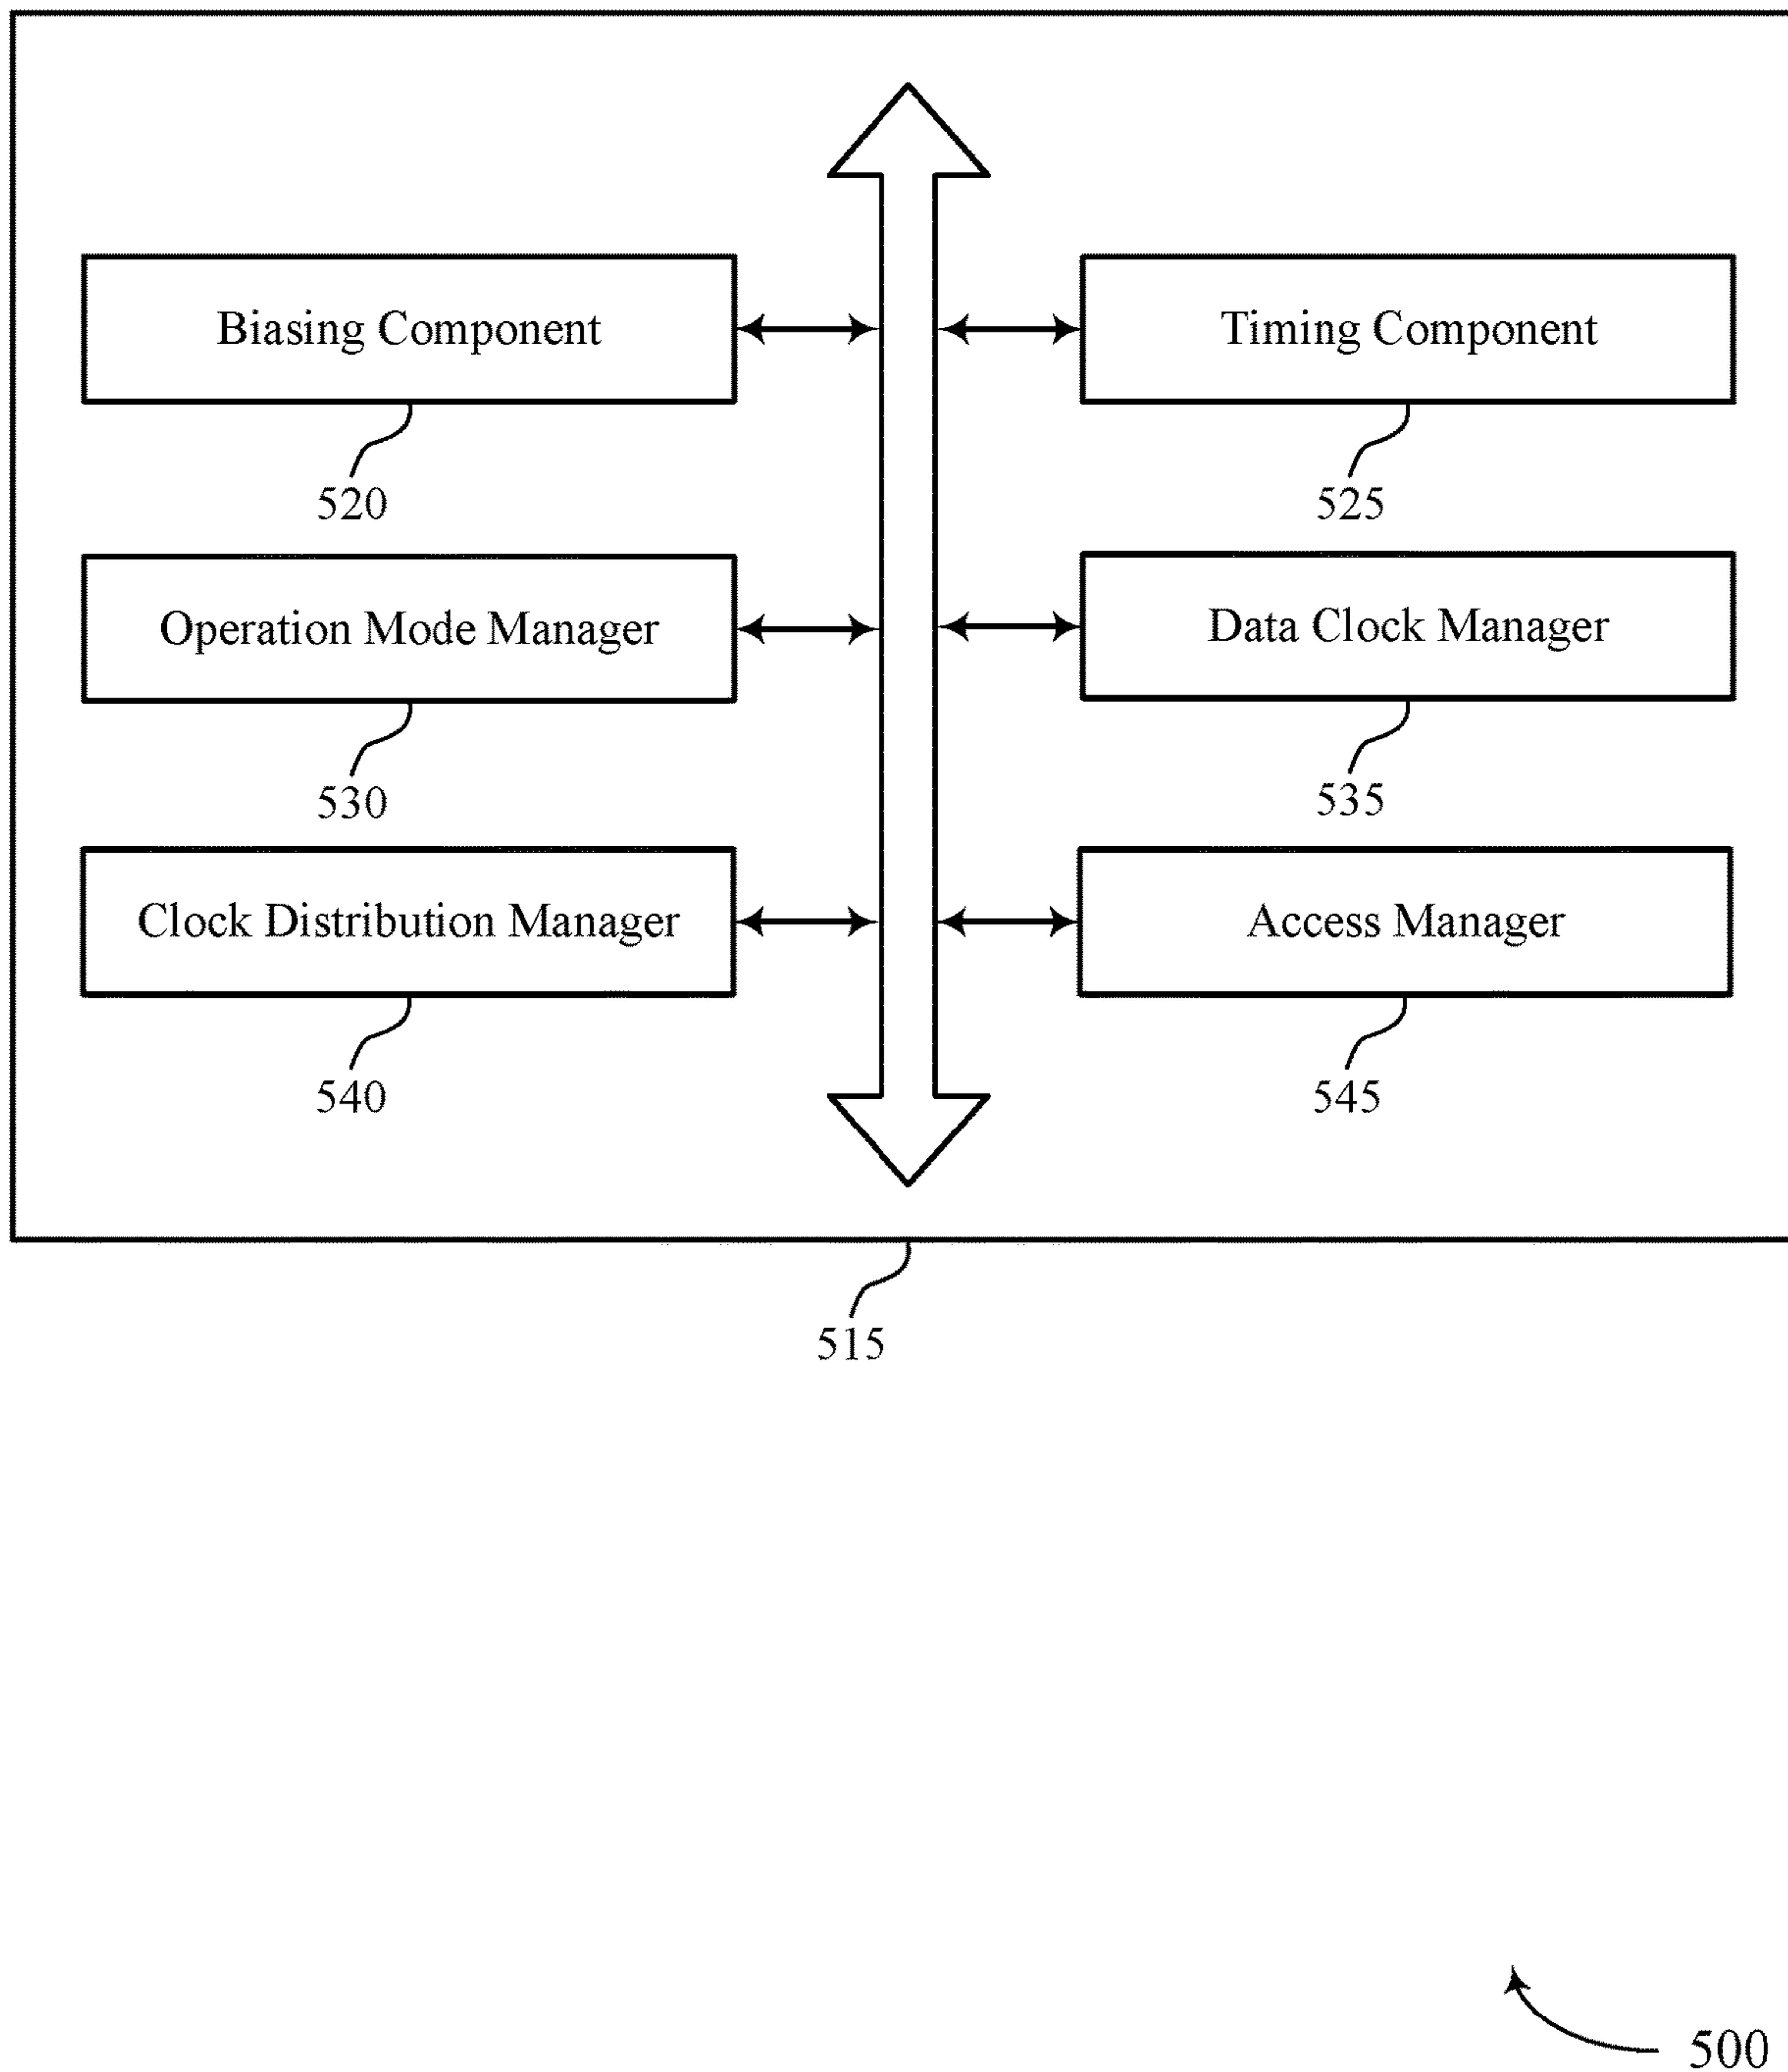 Biasing Component
Timing Component
520
525
Operation Mode Manager
Data Clock Manager
530
535
Clock Distribution Manager
Access Manager
540
545
515
500